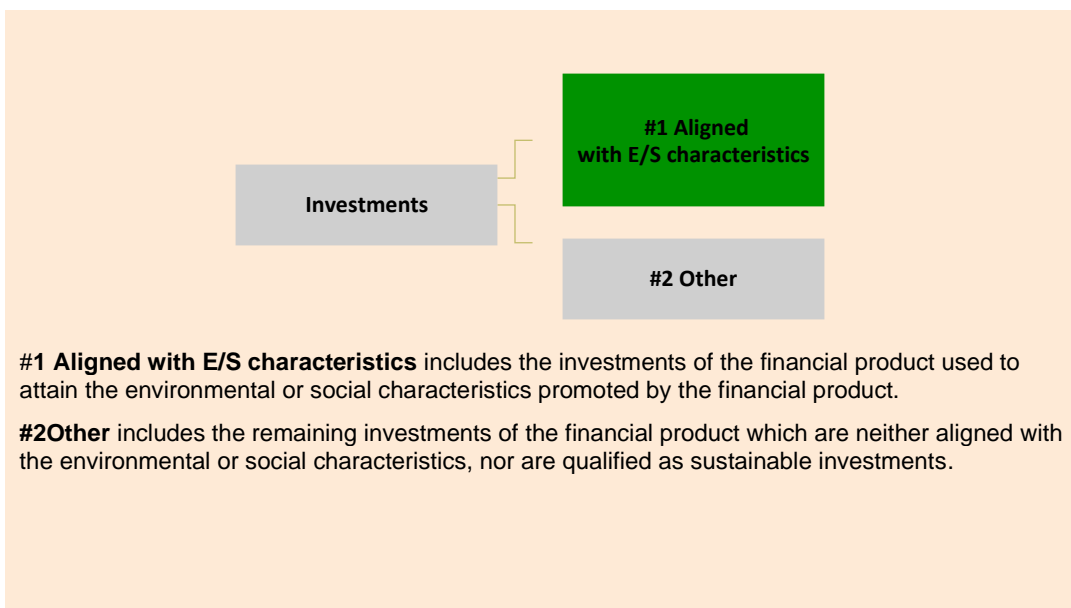 #1 Aligned
with E/S characteristics
Investments
#2 Other
#1 Aligned with E/S characteristics includes the investments of the financial product used to
attain the environmental or social characteristics promoted by the financial product.
#2Other includes the remaining investments of the financial product which are neither aligned with
the environmental or social characteristics, nor are qualified as sustainable investments.